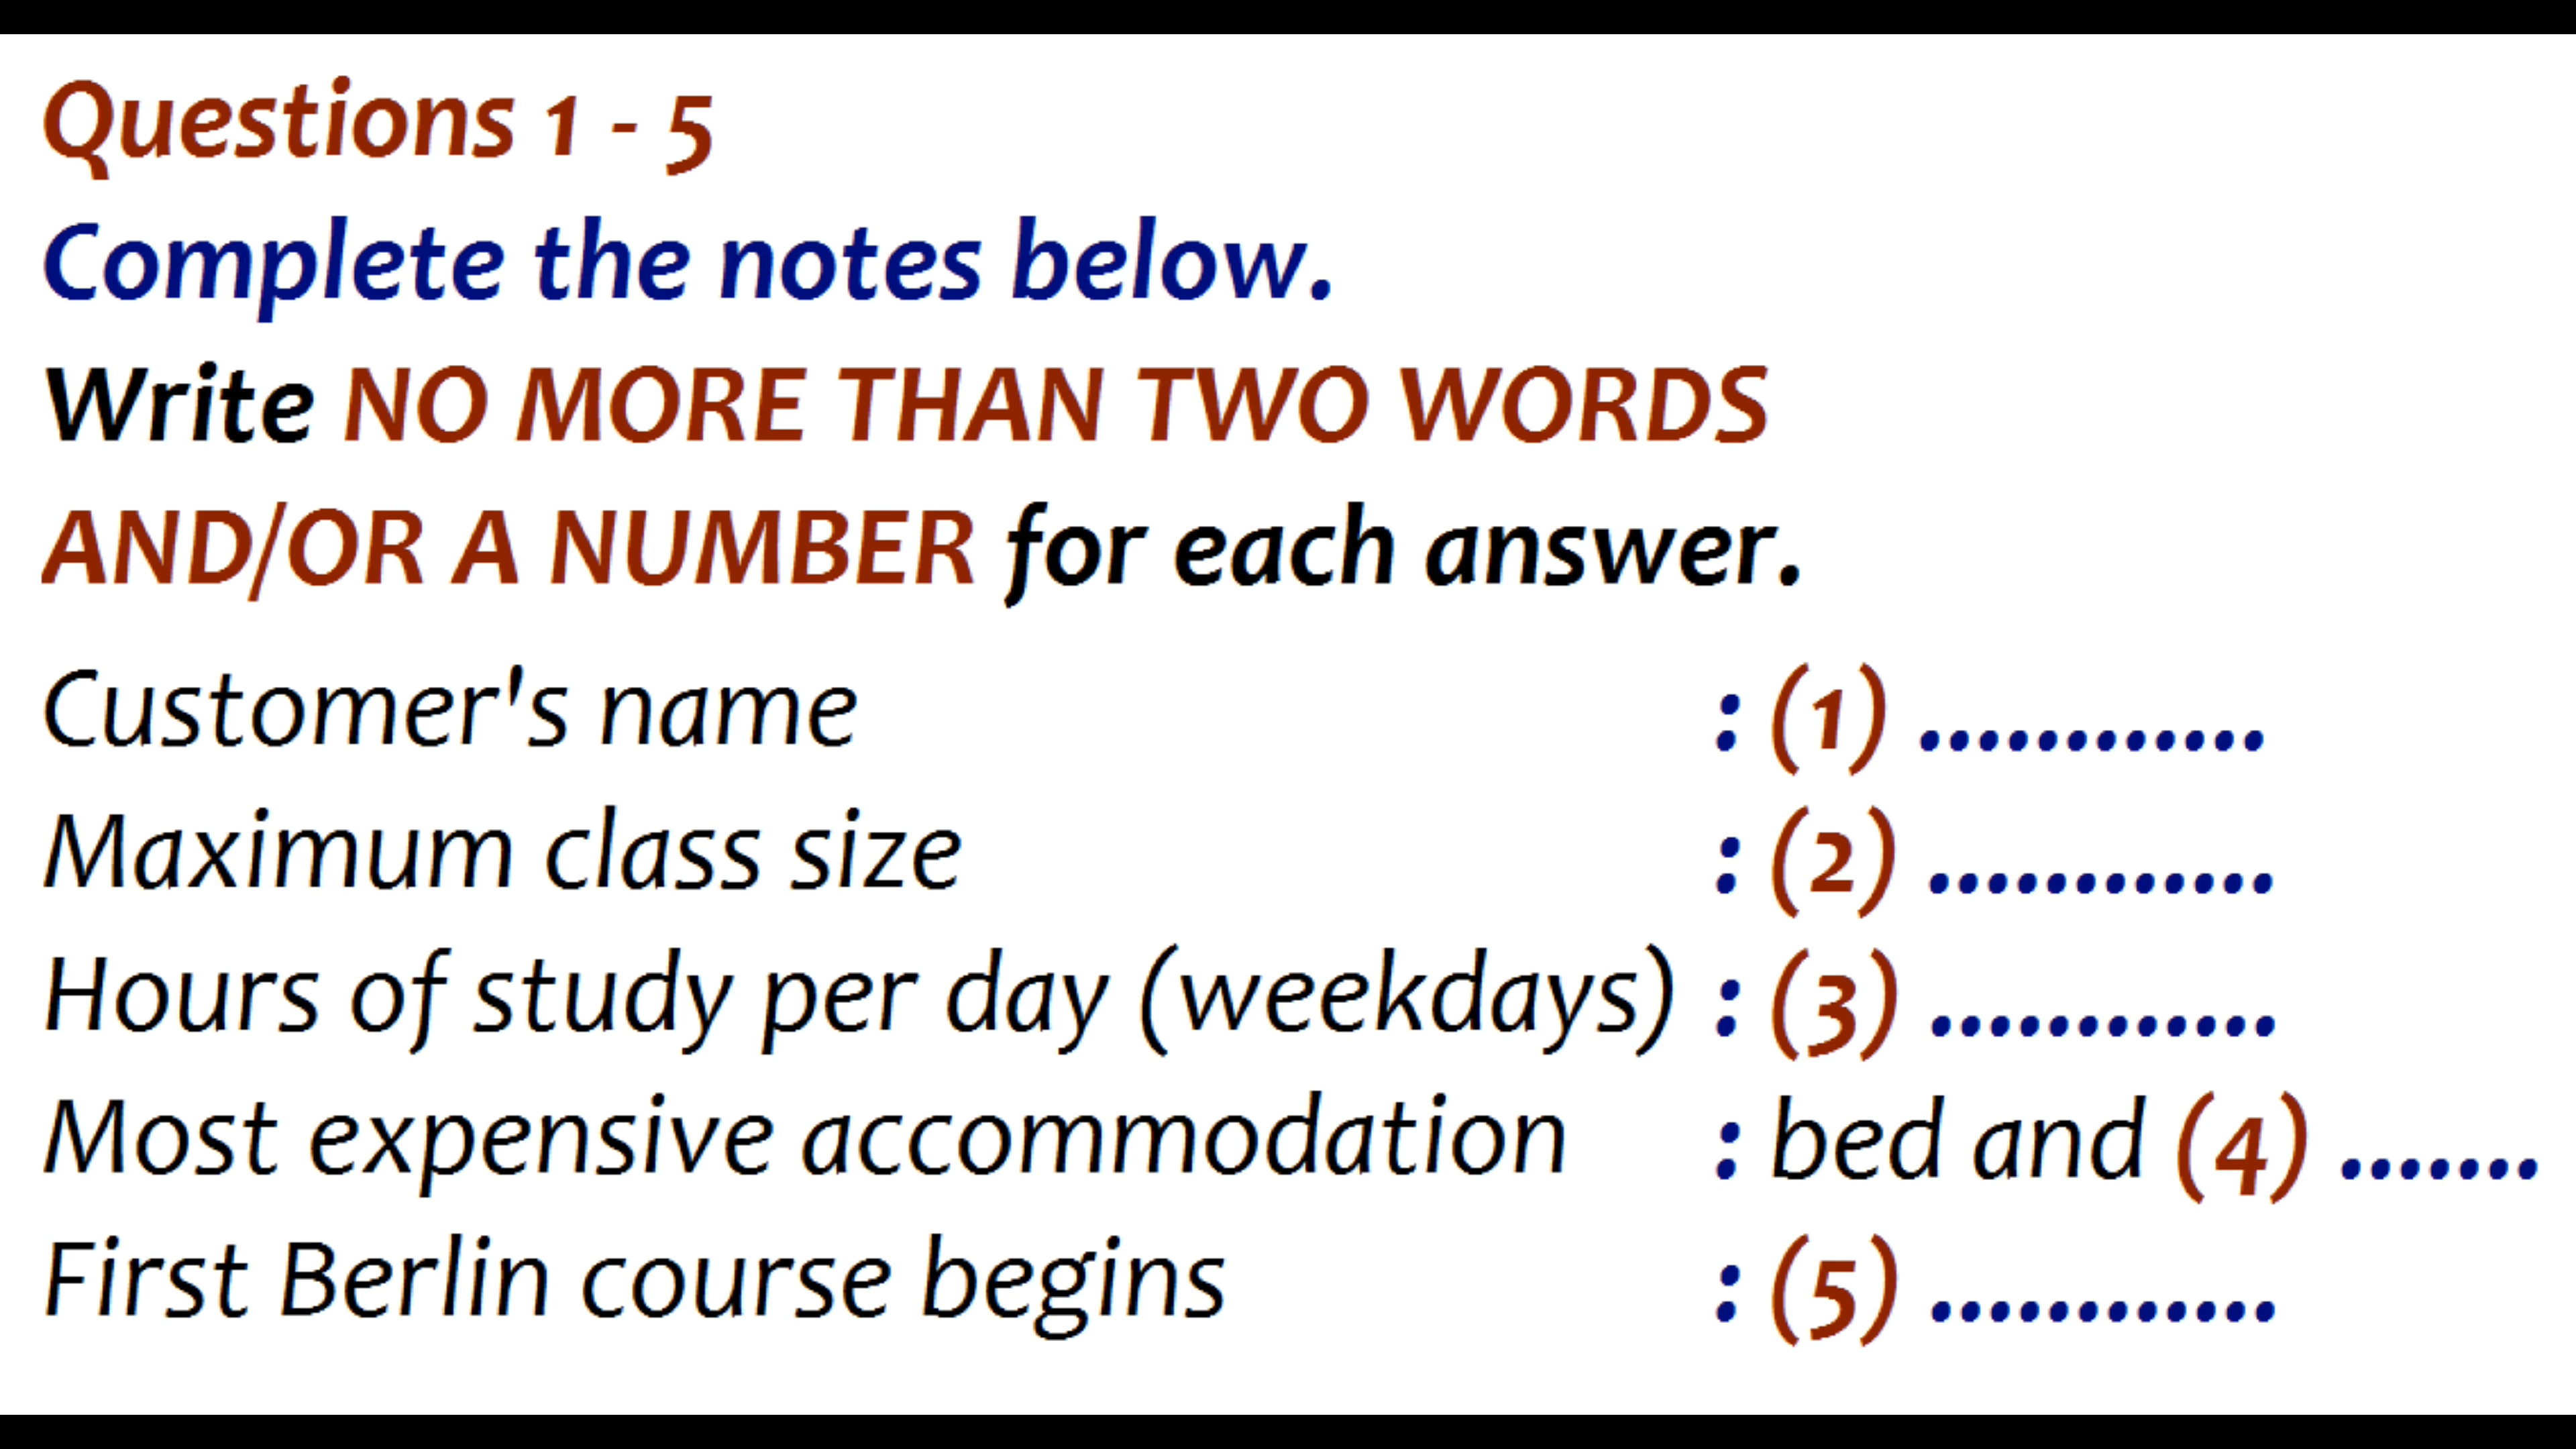 Questions 1 - 5
Complete the notes below.
Write NO MORE THAN TWO WORDS
AND/OR A NUMBER for each answer.
Customer's name : (1) ............
Maximum class size : (2) ............
Hours of study per day (weekdays) : (3) ............
Most expensive accommodation : bed and (4) .......
First Berlin course begins : (5) ............